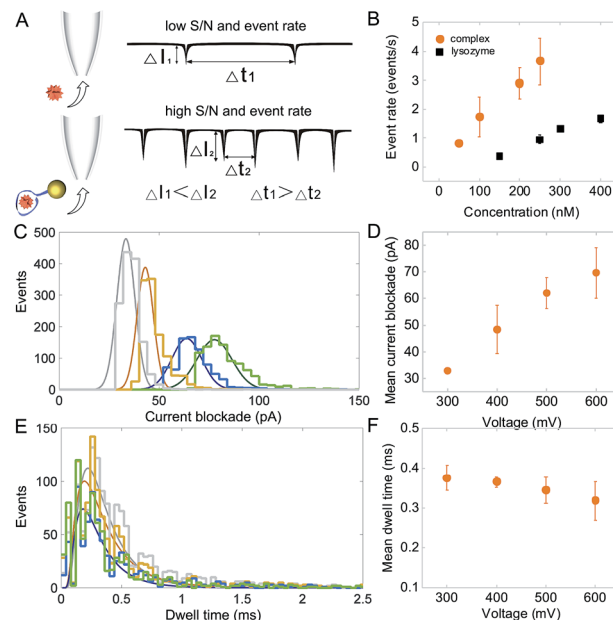 A
low S/N and event rate
△I₁
△t₁
high S/N and event rate
△I₂
△t₂
△I₁<△I₂ △t₁>△t₂
B
Event rate (events/s)
6
5
4
3
2
1
0
complex
lysozyme
0 100 200 300 400
Concentration (nM)
C
Events
500
400
300
200
100
0
0 50 100 150
Current blockade (pA)
D
Mean current blockade (pA)
80
70
60
50
40
30
300 400 500 600
Voltage (mV)
E
Events
150
100
50
0
0 0.5 1 1.5 2 2.5
Dwell time (ms)
F
Mean dwell time (ms)
0.5
0.4
0.3
0.2
0.1
300 400 500 600
Voltage (mV)